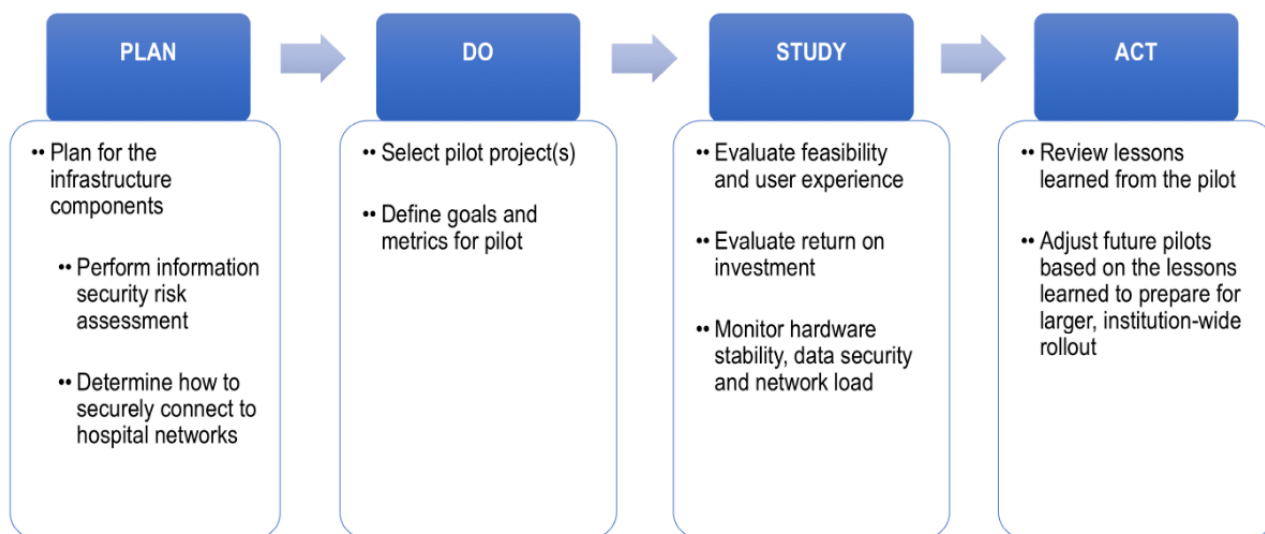 PLAN
•• Plan for the
infrastructure
components
•• Perform information
security risk
assessment
•• Determine how to
securely connect to
hospital networks
DO
•• Select pilot project(s)
•• Define goals and
metrics for pilot
STUDY
•• Evaluate feasibility
and user experience
•• Evaluate return on
investment
•• Monitor hardware
stability, data security
and network load
ACT
•• Review lessons
learned from the pilot
•• Adjust future pilots
based on the lessons
learned to prepare for
larger, institution-wide
rollout